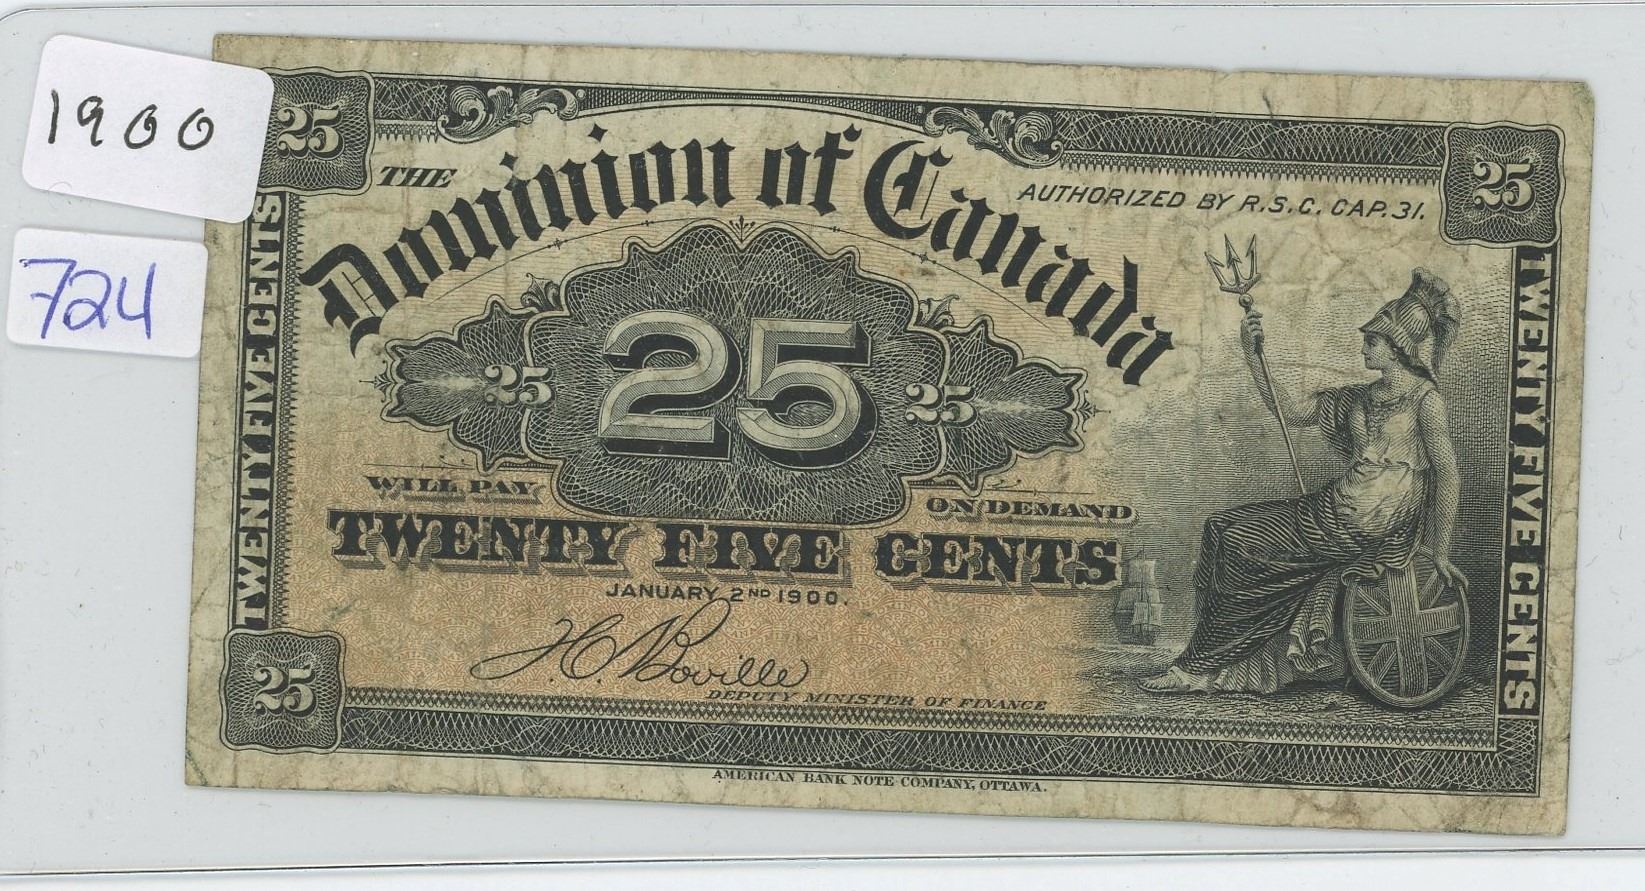 1900
724
25
25
THE
Dominion of Canada
AUTHORIZED BY R.S.C. CAP. 31.
25
25
25
WILL PAY
ON DEMAND
TWENTY FIVE CENTS
JANUARY 2ND 1900.
J.C. Boville
DEPUTY MINISTER OF FINANCE
25
TWENTY FIVE CENTS
TWENTY FIVE CENTS
AMERICAN BANK NOTE COMPANY, OTTAWA.